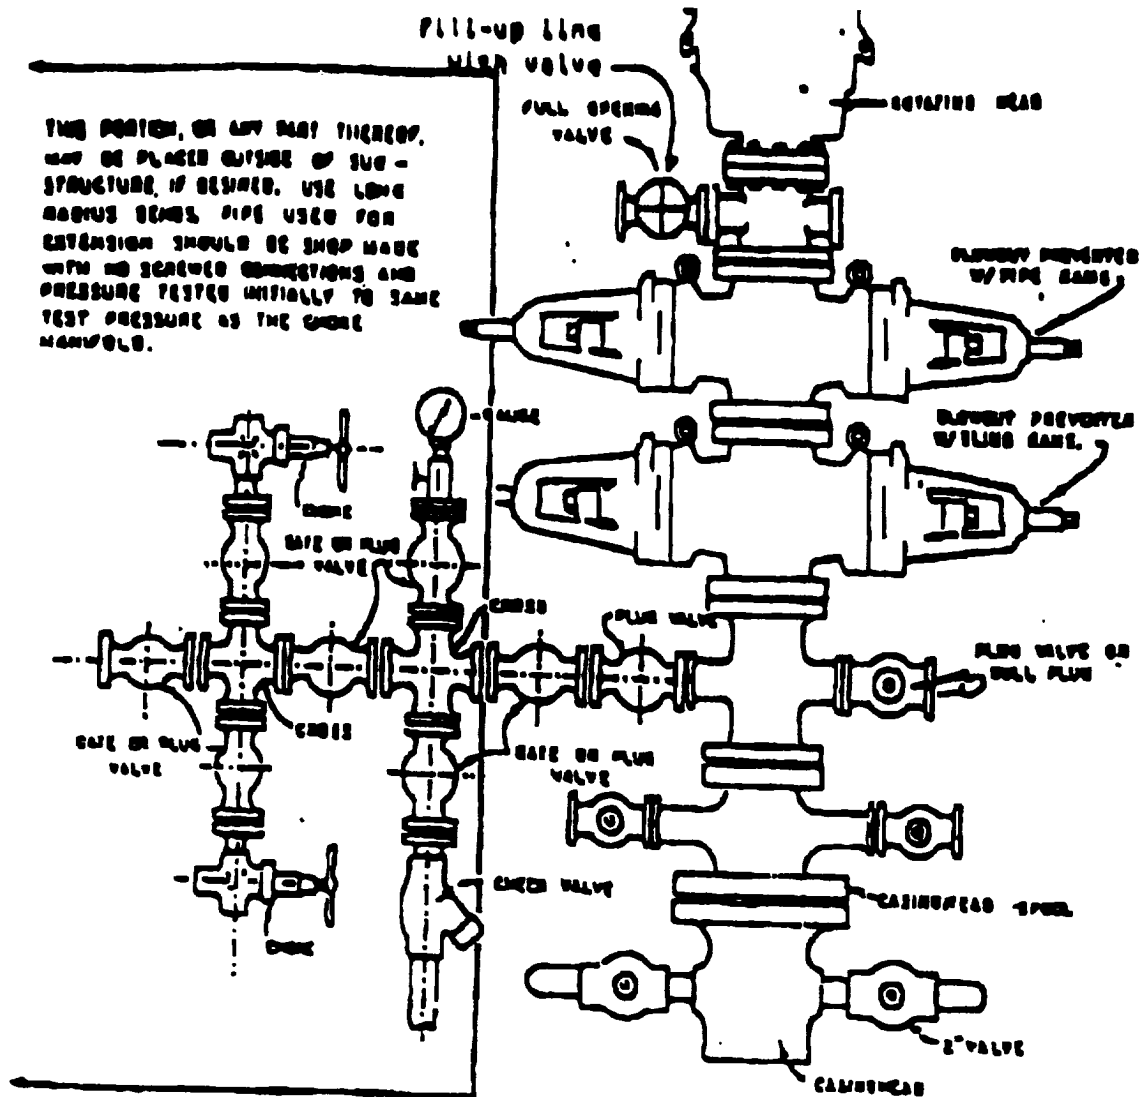 Fill-up line
with valve
FULL OPENING
VALVE
ROTATING HEAD
THIS PORTION, OR ANY PART THEREOF,
MAY BE PLACED OUTSIDE OF SUB-
STRUCTURE, IF DESIRED. USE LONG
RADIUS BENDS. PIPE USED FOR
EXTENSION SHOULD BE SHOP MADE
WITH NO SCREWED CONNECTIONS AND
PRESSURE TESTED INITIALLY TO SAME
TEST PRESSURE AS THE CHOKE
MANIFOLD.
BLOWOUT PREVENTER
W/PIPE RAMS.
GAUGE
BLOWOUT PREVENTER
W/BLIND RAMS.
CHOKE
GATE OR PLUG
VALVE
CROSS
PLUG VALVE
PLUG VALVE OR
BULL PLUG
CROSS
GATE OR PLUG
VALVE
GATE OR PLUG
VALVE
CHECK VALVE
CASINGHEAD SPOOL
CHOKE
2" VALVE
CASINGHEAD